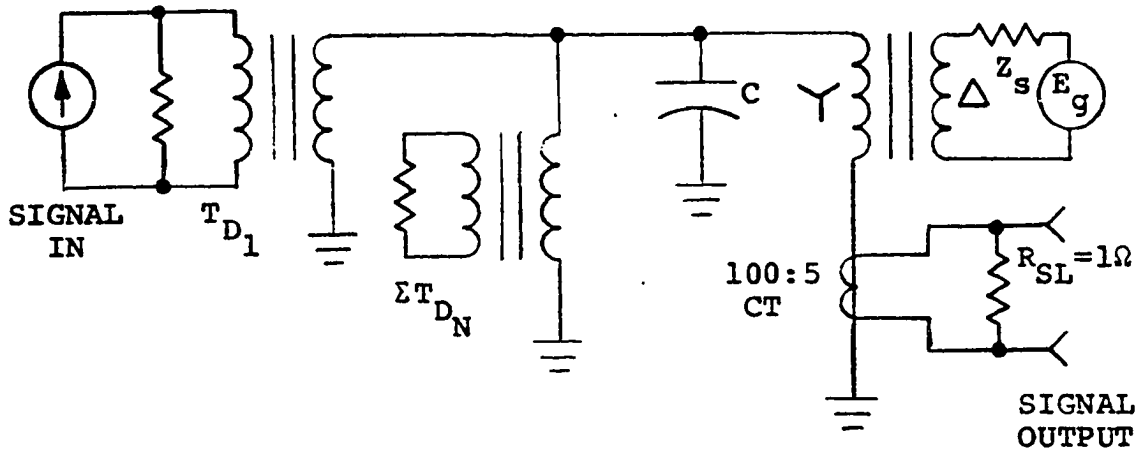 SIGNAL
IN
T_D1
ΣT_DN
C
Z_s
Δ E_g
100:5
CT
R_SL=1Ω
SIGNAL
OUTPUT